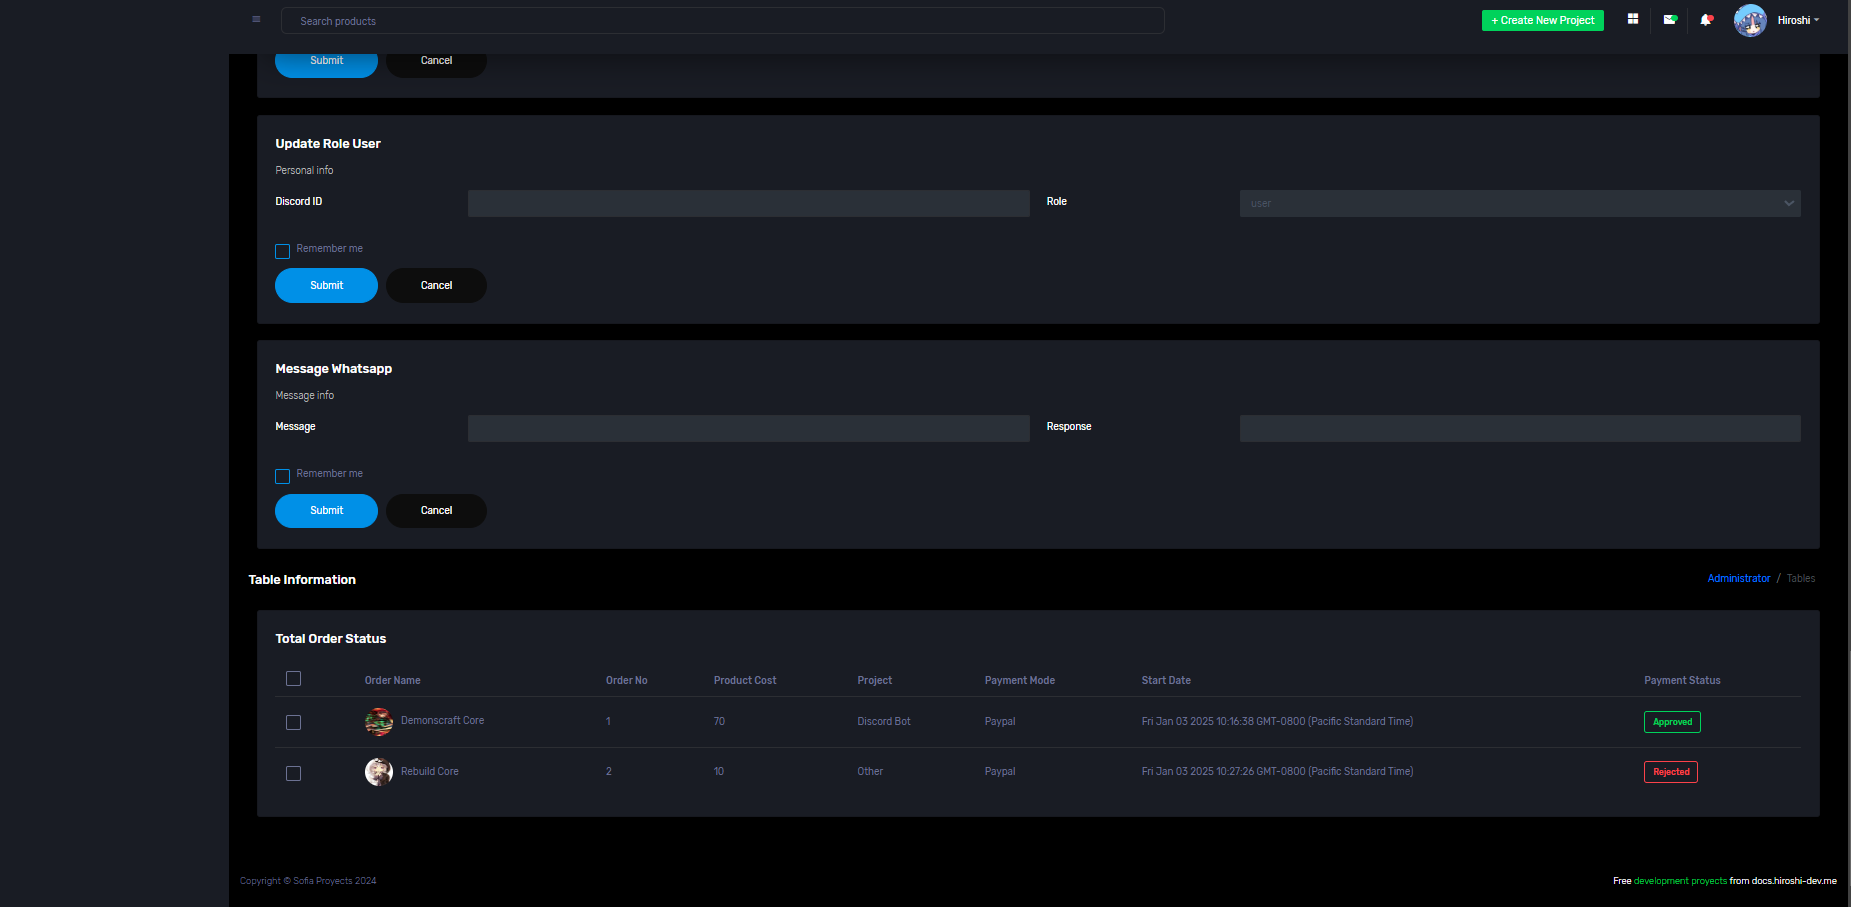 Search products
+ Create New Project
Hiroshi
Submit
Cancel
Update Role User
Personal info
Discord ID
Role
user
Remember me
Submit
Cancel
Message Whatsapp
Message info
Message
Response
Remember me
Submit
Cancel
Table Information
Administrator / Tables
Total Order Status
Order Name Order No Product Cost Project Payment Mode Start Date Payment Status
Demonscraft Core 1 70 Discord Bot Paypal Fri Jan 03 2025 10:16:38 GMT-0800 (Pacific Standard Time) Approved
Rebuild Core 2 10 Other Paypal Fri Jan 03 2025 10:27:26 GMT-0800 (Pacific Standard Time) Rejected
Copyright © Sofia Proyects 2024
Free development proyects from docs.hiroshi-dev.me